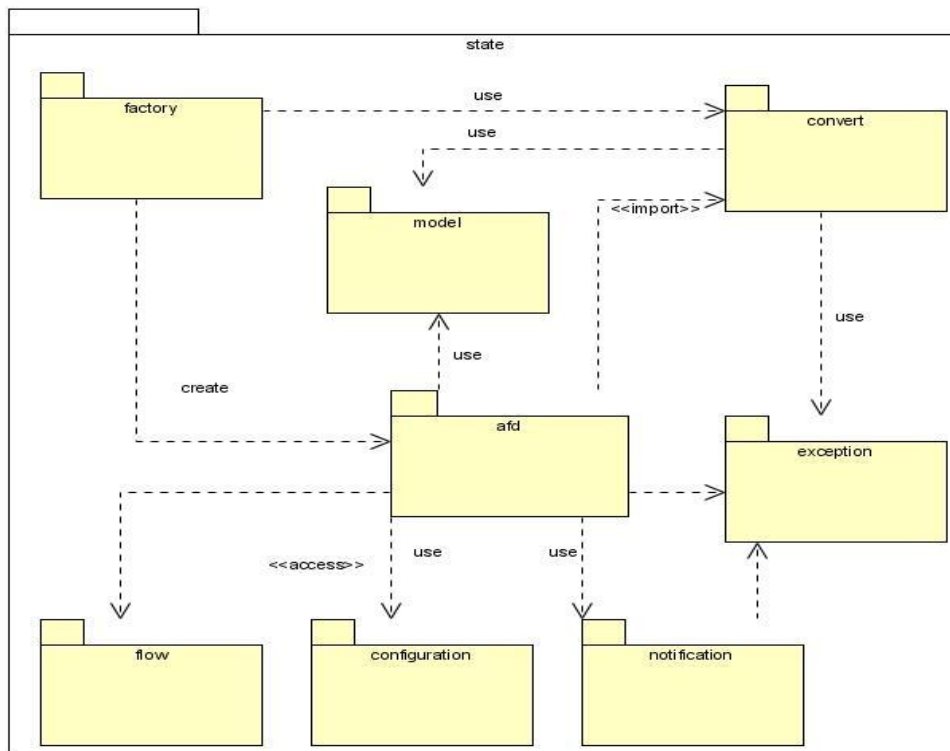 state
factory
use
convert
use
<<import>>
model
use
use
create
afd
exception
use
use
<<access>>
flow
configuration
notification